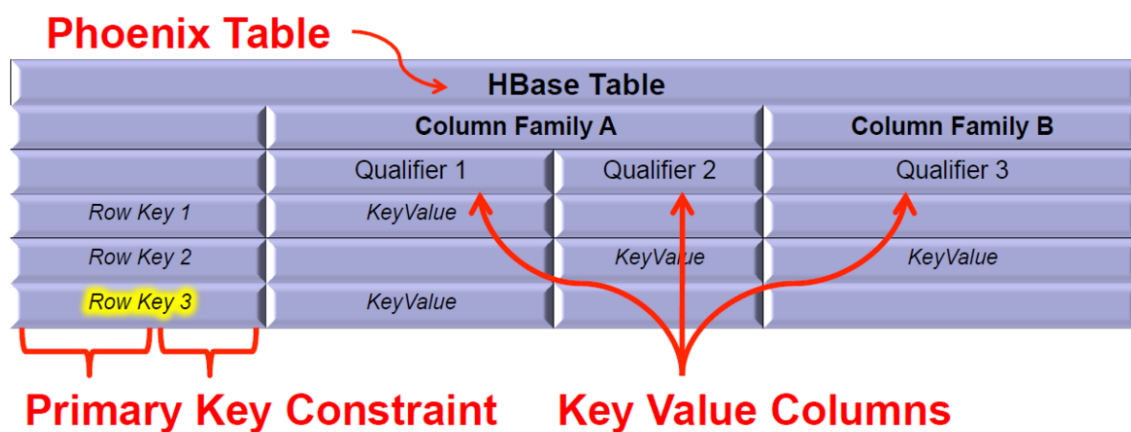 Phoenix Table
HBase Table
Column Family A Column Family B
Qualifier 1 Qualifier 2 Qualifier 3
Row Key 1 KeyValue
Row Key 2 KeyValue KeyValue
Row Key 3 KeyValue
Primary Key Constraint Key Value Columns